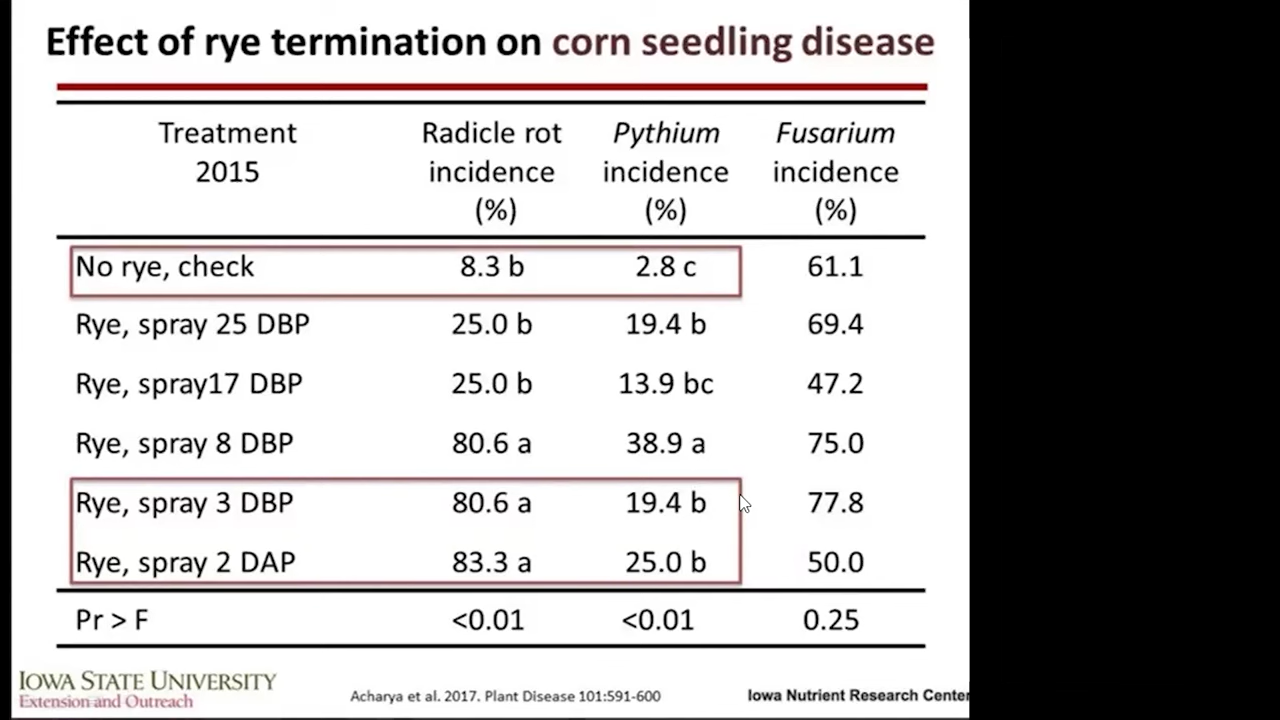 Effect of rye termination on corn seedling disease
Treatment 2015 Radicle rot incidence (%) Pythium incidence (%) Fusarium incidence (%)
No rye, check 8.3 b 2.8 c 61.1
Rye, spray 25 DBP 25.0 b 19.4 b 69.4
Rye, spray17 DBP 25.0 b 13.9 bc 47.2
Rye, spray 8 DBP 80.6 a 38.9 a 75.0
Rye, spray 3 DBP 80.6 a 19.4 b 77.8
Rye, spray 2 DAP 83.3 a 25.0 b 50.0
Pr > F <0.01 <0.01 0.25
IOWA STATE UNIVERSITY
Extension and Outreach
Acharya et al. 2017. Plant Disease 101:591-600
Iowa Nutrient Research Center